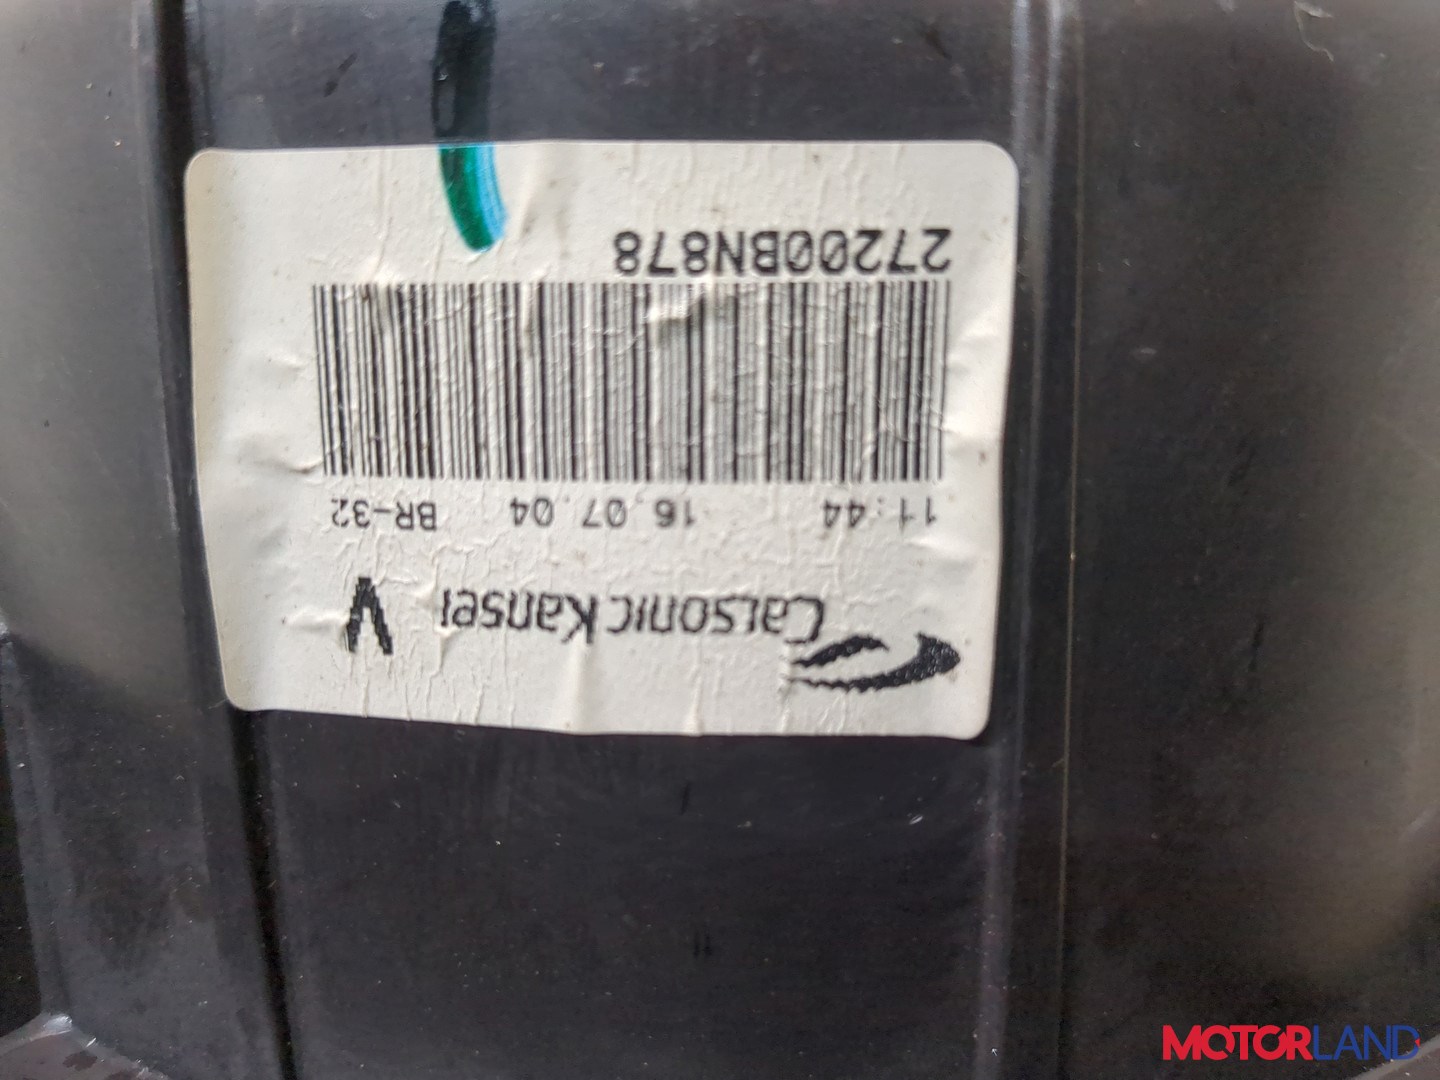 27200BN878
11:44 16.07.04 BR-32
Calsonic Kansei V
MOTORLAND